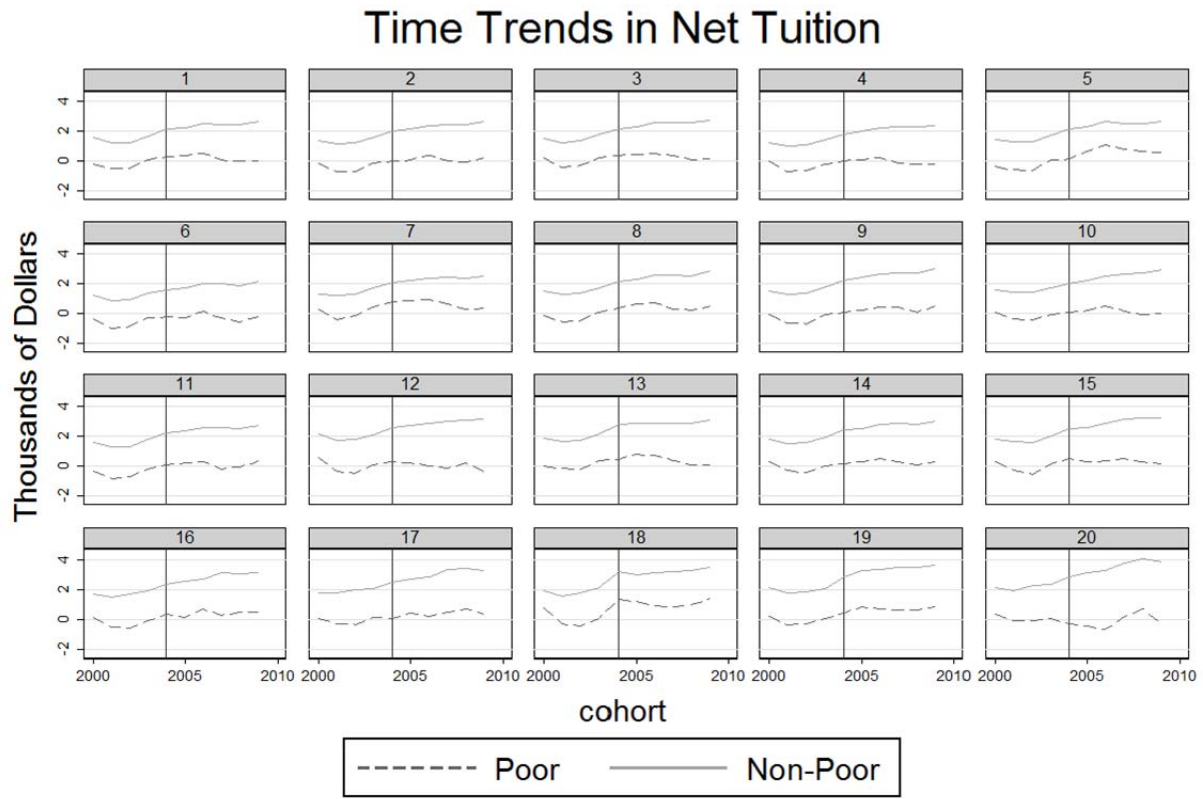 Time Trends in Net Tuition
Thousands of Dollars
1 2 3 4 5
4
2
0
-2
6 7 8 9 10
4
2
0
-2
11 12 13 14 15
4
2
0
-2
16 17 18 19 20
4
2
0
-2
2000 2005 2010 2000 2005 2010 2000 2005 2010 2000 2005 2010 2000 2005 2010
cohort
Poor Non-Poor